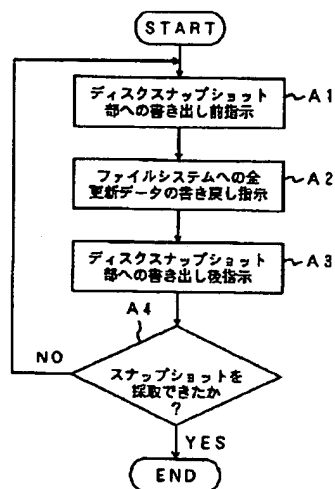 START
ディスクスナップショット
部への書き出し前指示
A1
ファイルシステムへの全
更新データの書き戻し指示
A2
ディスクスナップショット
部への書き出し後指示
A3
A4
スナップショットを
採取できたか
?
NO
YES
END